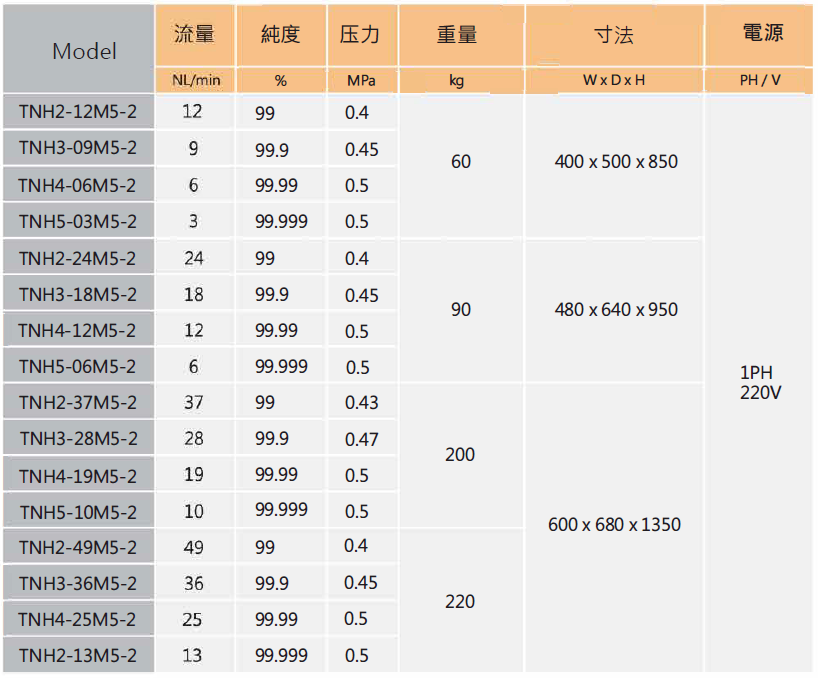 Model 流量 純度 压力 重量 寸法 電源
NL/min % MPa kg W x D x H PH / V
TNH2-12M5-2 12 99 0.4
TNH3-09M5-2 9 99.9 0.45
60 400 x 500 x 850
TNH4-06M5-2 6 99.99 0.5
TNH5-03M5-2 3 99.999 0.5
TNH2-24M5-2 24 99 0.4
TNH3-18M5-2 18 99.9 0.45
90 480 x 640 x 950
TNH4-12M5-2 12 99.99 0.5
TNH5-06M5-2 6 99.999 0.5
1PH
220V
TNH2-37M5-2 37 99 0.43
TNH3-28M5-2 28 99.9 0.47
200
TNH4-19M5-2 19 99.99 0.5
TNH5-10M5-2 10 99.999 0.5
600 x 680 x 1350
TNH2-49M5-2 49 99 0.4
TNH3-36M5-2 36 99.9 0.45
220
TNH4-25M5-2 25 99.99 0.5
TNH2-13M5-2 13 99.999 0.5